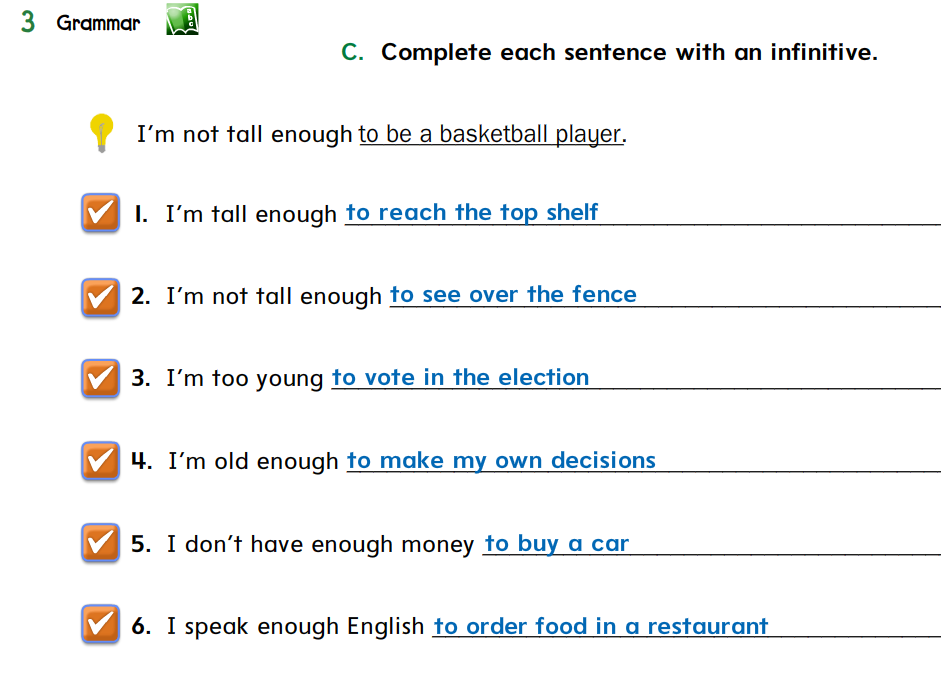 3 Grammar abc
C. Complete each sentence with an infinitive.
I'm not tall enough to be a basketball player.
1. I'm tall enough to reach the top shelf
2. I'm not tall enough to see over the fence
3. I'm too young to vote in the election
4. I'm old enough to make my own decisions
5. I don't have enough money to buy a car
6. I speak enough English to order food in a restaurant